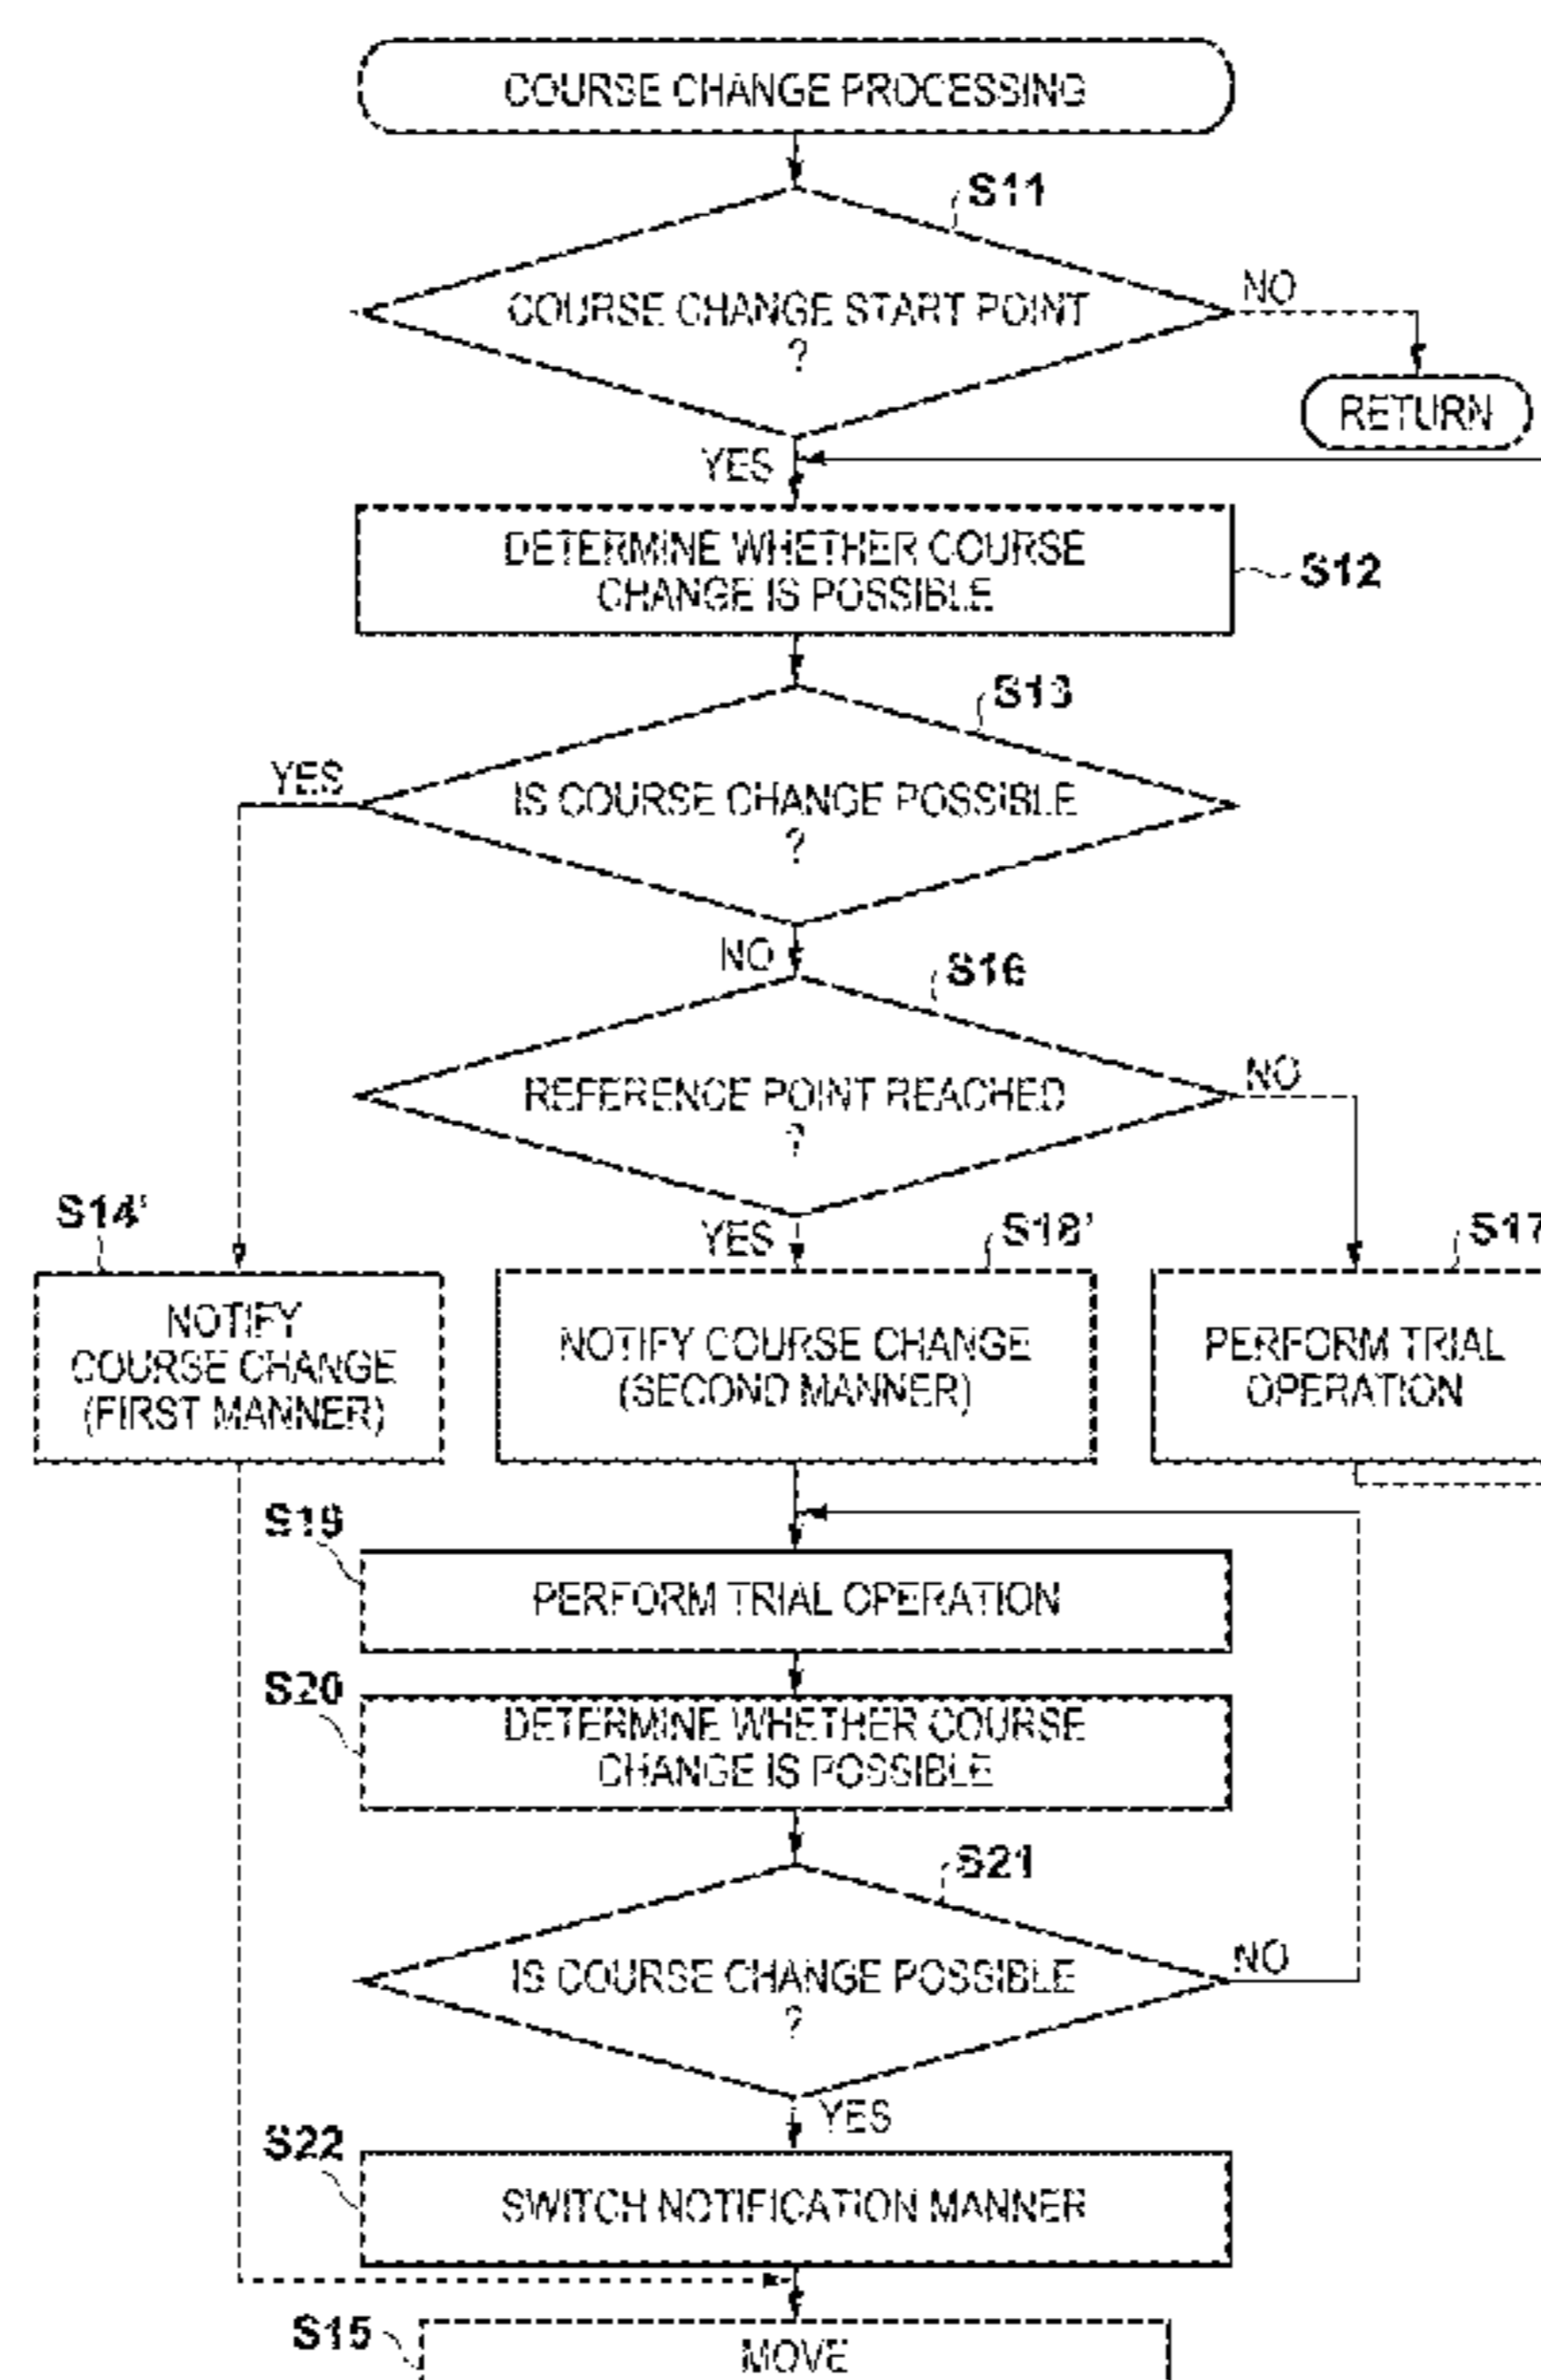 COURSE CHANGE PROCESSING
S11
COURSE CHANGE START POINT
?
NO
RETURN
YES
DETERMINE WHETHER COURSE
CHANGE IS POSSIBLE
S12
S13
YES
IS COURSE CHANGE POSSIBLE
?
NO
S16
REFERENCE POINT REACHED
?
NO
YES
S14'
NOTIFY
COURSE CHANGE
(FIRST MANNER)
S18'
NOTIFY COURSE CHANGE
(SECOND MANNER)
S17
PERFORM TRIAL
OPERATION
S19
PERFORM TRIAL OPERATION
S20
DETERMINE WHETHER COURSE
CHANGE IS POSSIBLE
S21
IS COURSE CHANGE POSSIBLE
?
NO
YES
S22
SWITCH NOTIFICATION MANNER
S15
MOVE